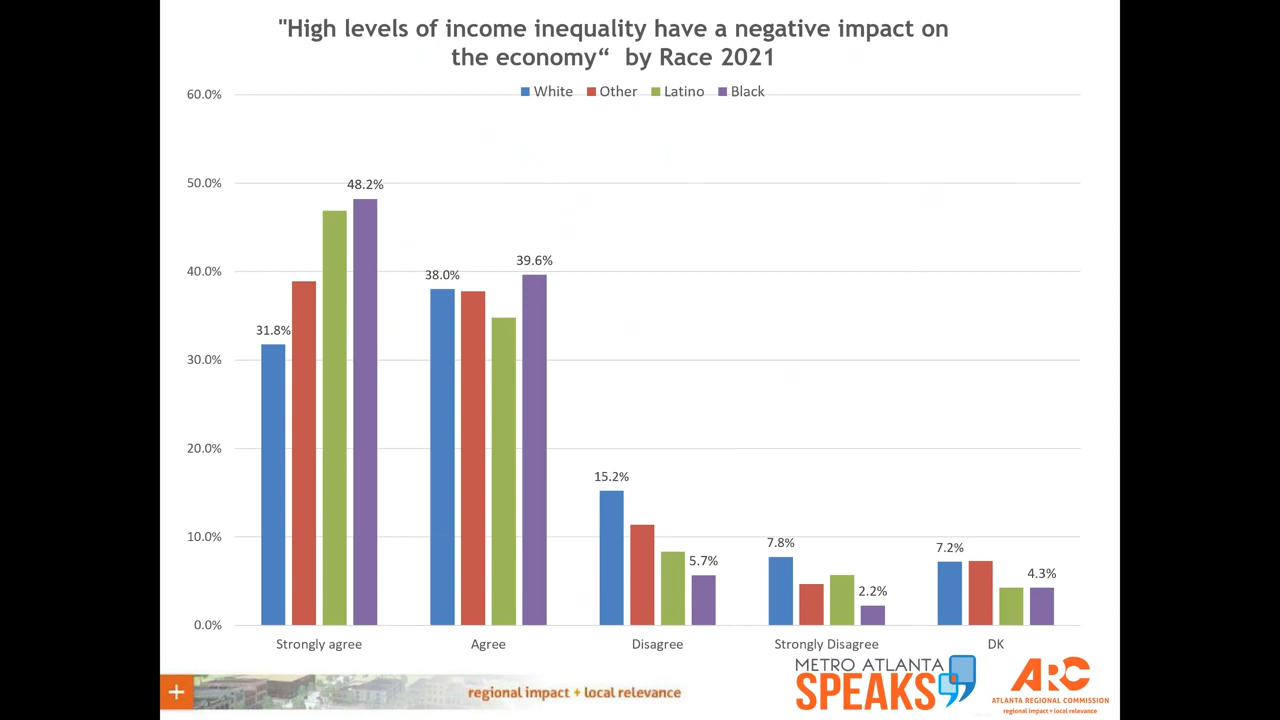 "High levels of income inequality have a negative impact on
the economy“ by Race 2021
White Other Latino Black
60.0%
50.0%
40.0%
30.0%
20.0%
10.0%
0.0%
31.8%
48.2%
38.0%
39.6%
15.2%
5.7%
7.8%
2.2%
7.2%
4.3%
Strongly agree
Agree
Disagree
Strongly Disagree
DK
+
regional impact + local relevance
METRO ATLANTA
SPEAKS
ARC
ATLANTA REGIONAL COMMISSION
regional impact + local relevance